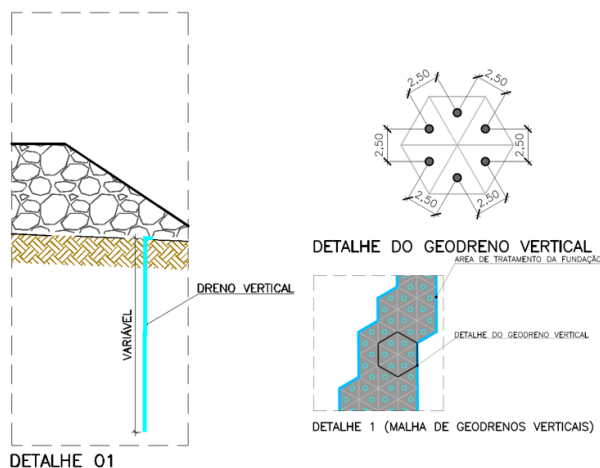 2,50
2,50
2,50
2,50
2,50
2,50
DETALHE DO GEODRENO VERTICAL
ÁREA DE TRATAMENTO DA FUNDAÇÃO
DRENO VERTICAL
VARIÁVEL
DETALHE DO GEODRENO VERTICAL
DETALHE 1 (MALHA DE GEODRENOS VERTICAIS)
DETALHE 01